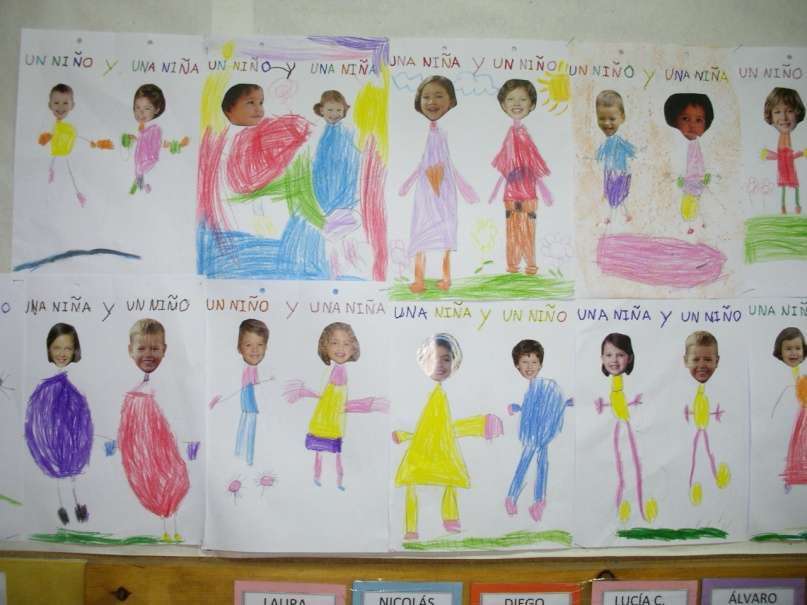 UN NIÑO Y UNA NIÑA
UN NIÑO Y UNA NIÑA
UNA NIÑA Y UN NIÑO
UN NIÑO Y UNA NIÑA
UN NIÑO
UNA NIÑA Y UN NIÑO
UN NIÑO Y UNA NIÑA
UNA NIÑA Y UN NIÑO
UNA NIÑA Y UN NIÑO
UNA NIÑ
LAURA
NICOLÁS
DIEGO
LUCÍA C.
ÁLVARO